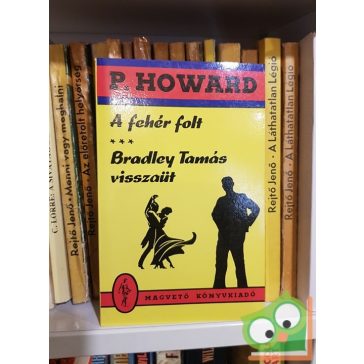 P. HOWARD
A fehér folt
***
Bradley Tamás
visszaüt
MAGVETŐ KÖNYVKIADÓ
Rejtő Jenő • Menni vagy meghalni
Rejtő Jenő • Az előretolt helyőrség
Rejtő Jenő • A Láthatatlan Légió
Rejtő Jenő • A Láthatatlan Légió